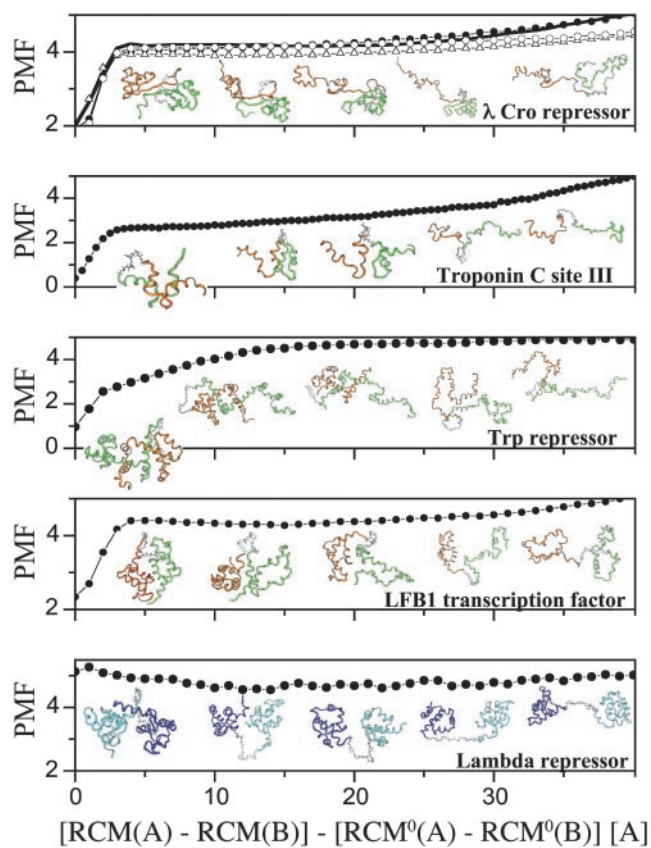 PMF
4
2
λ Cro repressor
PMF
4
2
0
Troponin C site III
PMF
4
2
0
Trp repressor
PMF
4
2
LFB1 transcription factor
PMF
4
2
Lambda repressor
0 10 20 30
[RCM(A) - RCM(B)] - [RCM⁰(A) - RCM⁰(B)] [A]